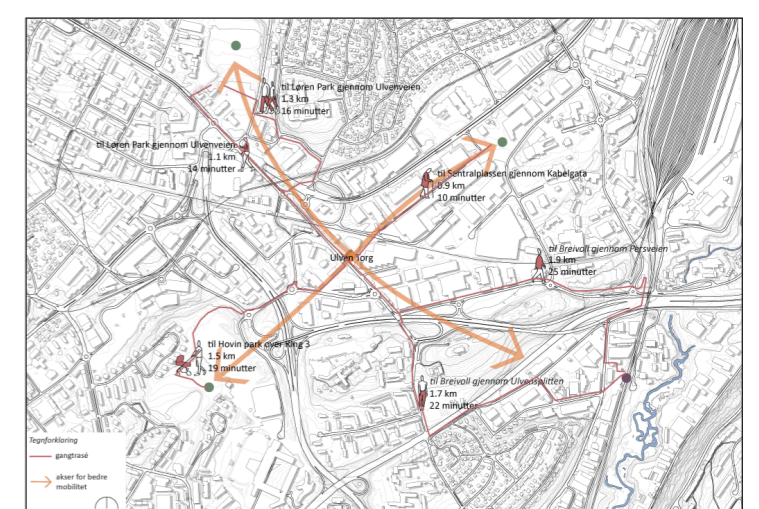 til Løren Park gjennom Ulvenveien
1.3 km
16 minutter
til Løren Park gjennom Ulvenveien
1.1 km
14 minutter
til Sentralplassen gjennom Kabelgata
0.9 km
10 minutter
til Breivoll gjennom Persveien
1.9 km
25 minutter
Ulven Torg
til Hovin park over Ring 3
1.5 km
19 minutter
til Breivoll gjennom Ulvensplitten
1.7 km
22 minutter
Tegnforklaring
gangtrasé
akser for bedre
mobilitet